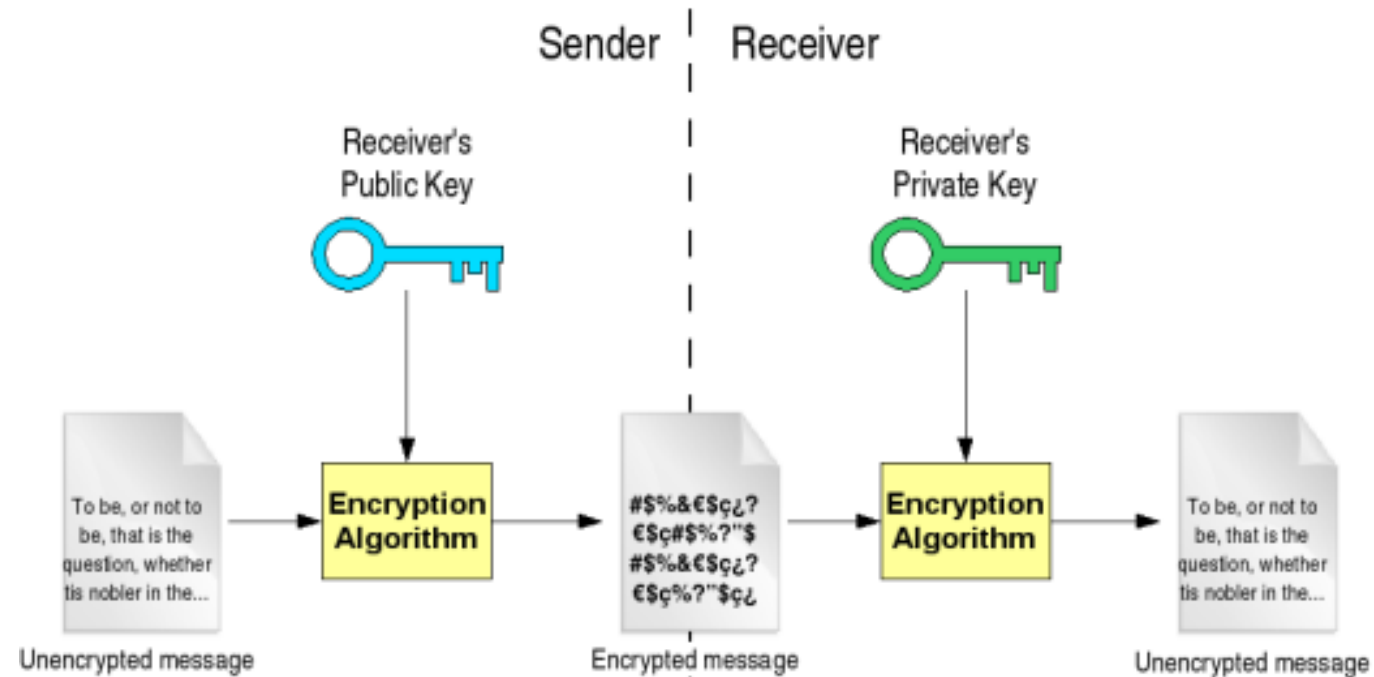 Sender
Receiver
Receiver's
Public Key
Receiver's
Private Key
To be, or not to
be, that is the
question, whether
tis nobler in the...
Unencrypted message
Encryption
Algorithm
#$%&€$ç¿?
€$ç#$%?"$
#$%&€$ç¿?
€$ç%?"$ç¿
Encrypted message
Encryption
Algorithm
To be, or not to
be, that is the
question, whether
tis nobler in the...
Unencrypted message